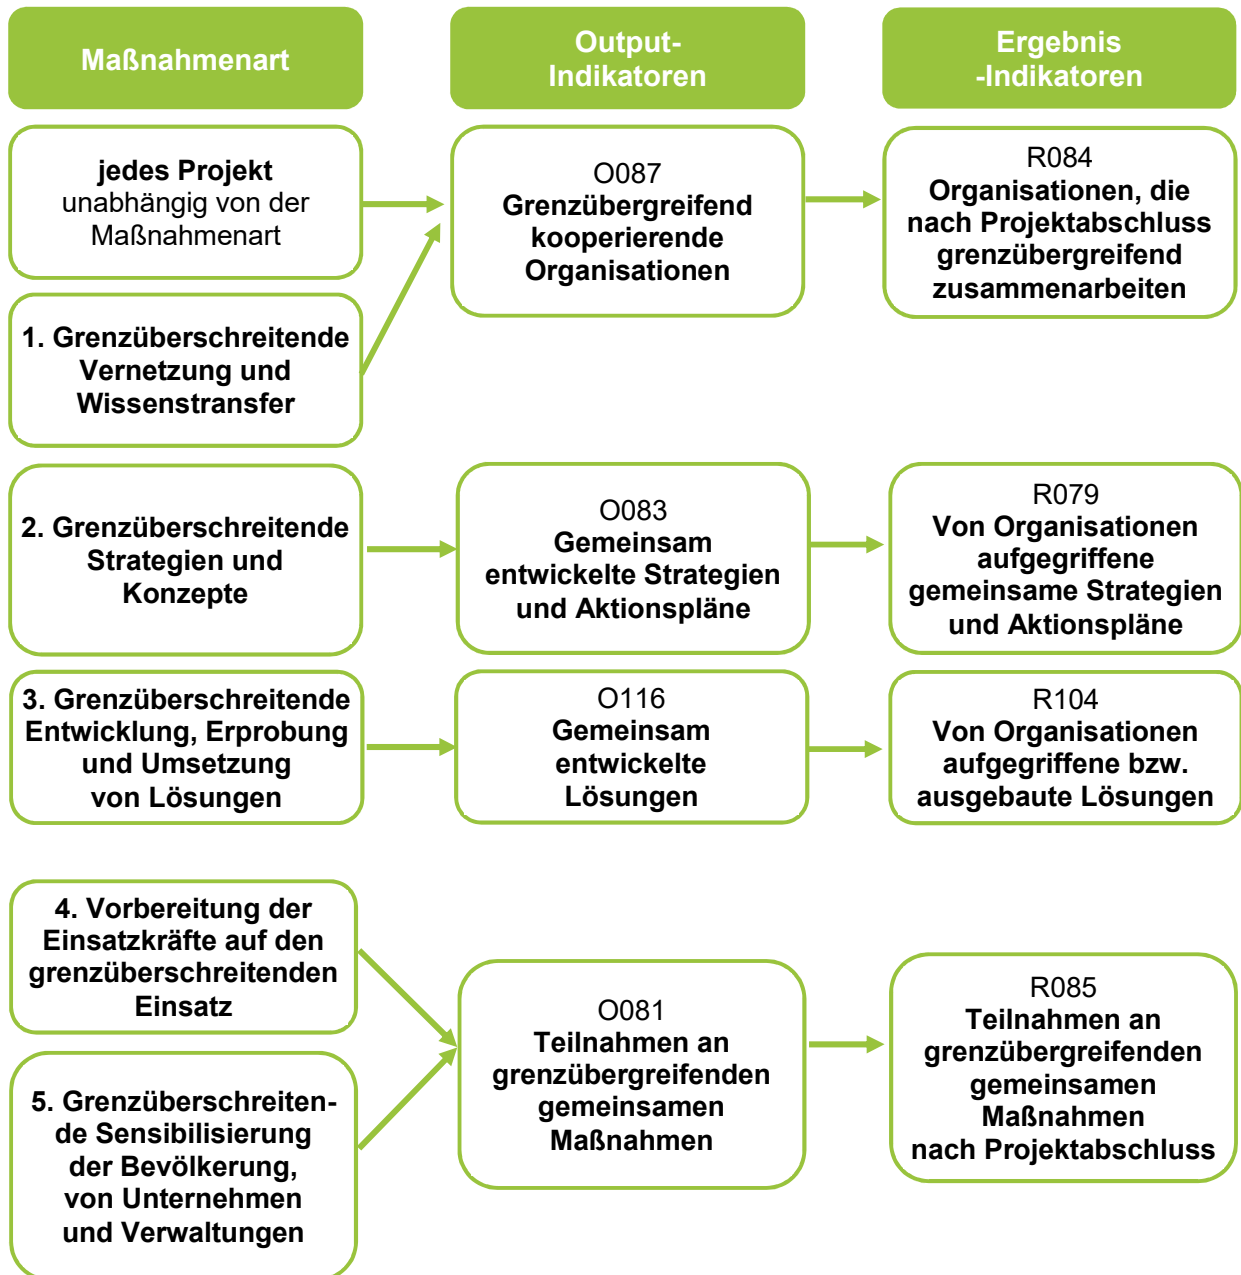 Maßnahmenart
Output-
Indikatoren
Ergebnis
-Indikatoren
jedes Projekt
unabhängig von der
Maßnahmenart
O087
Grenzübergreifend
kooperierende
Organisationen
R084
Organisationen, die
nach Projektabschluss
grenzübergreifend
zusammenarbeiten
1. Grenzüberschreitende
Vernetzung und
Wissenstransfer
2. Grenzüberschreitende
Strategien und
Konzepte
O083
Gemeinsam
entwickelte Strategien
und Aktionspläne
R079
Von Organisationen
aufgegriffene
gemeinsame Strategien
und Aktionspläne
3. Grenzüberschreitende
Entwicklung, Erprobung
und Umsetzung
von Lösungen
O116
Gemeinsam
entwickelte
Lösungen
R104
Von Organisationen
aufgegriffene bzw.
ausgebaute Lösungen
4. Vorbereitung der
Einsatzkräfte auf den
grenzüberschreitenden
Einsatz
O081
Teilnahmen an
grenzübergreifenden
gemeinsamen
Maßnahmen
R085
Teilnahmen an
grenzübergreifenden
gemeinsamen
Maßnahmen
nach Projektabschluss
5. Grenzüberschreiten-
de Sensibilisierung
der Bevölkerung,
von Unternehmen
und Verwaltungen